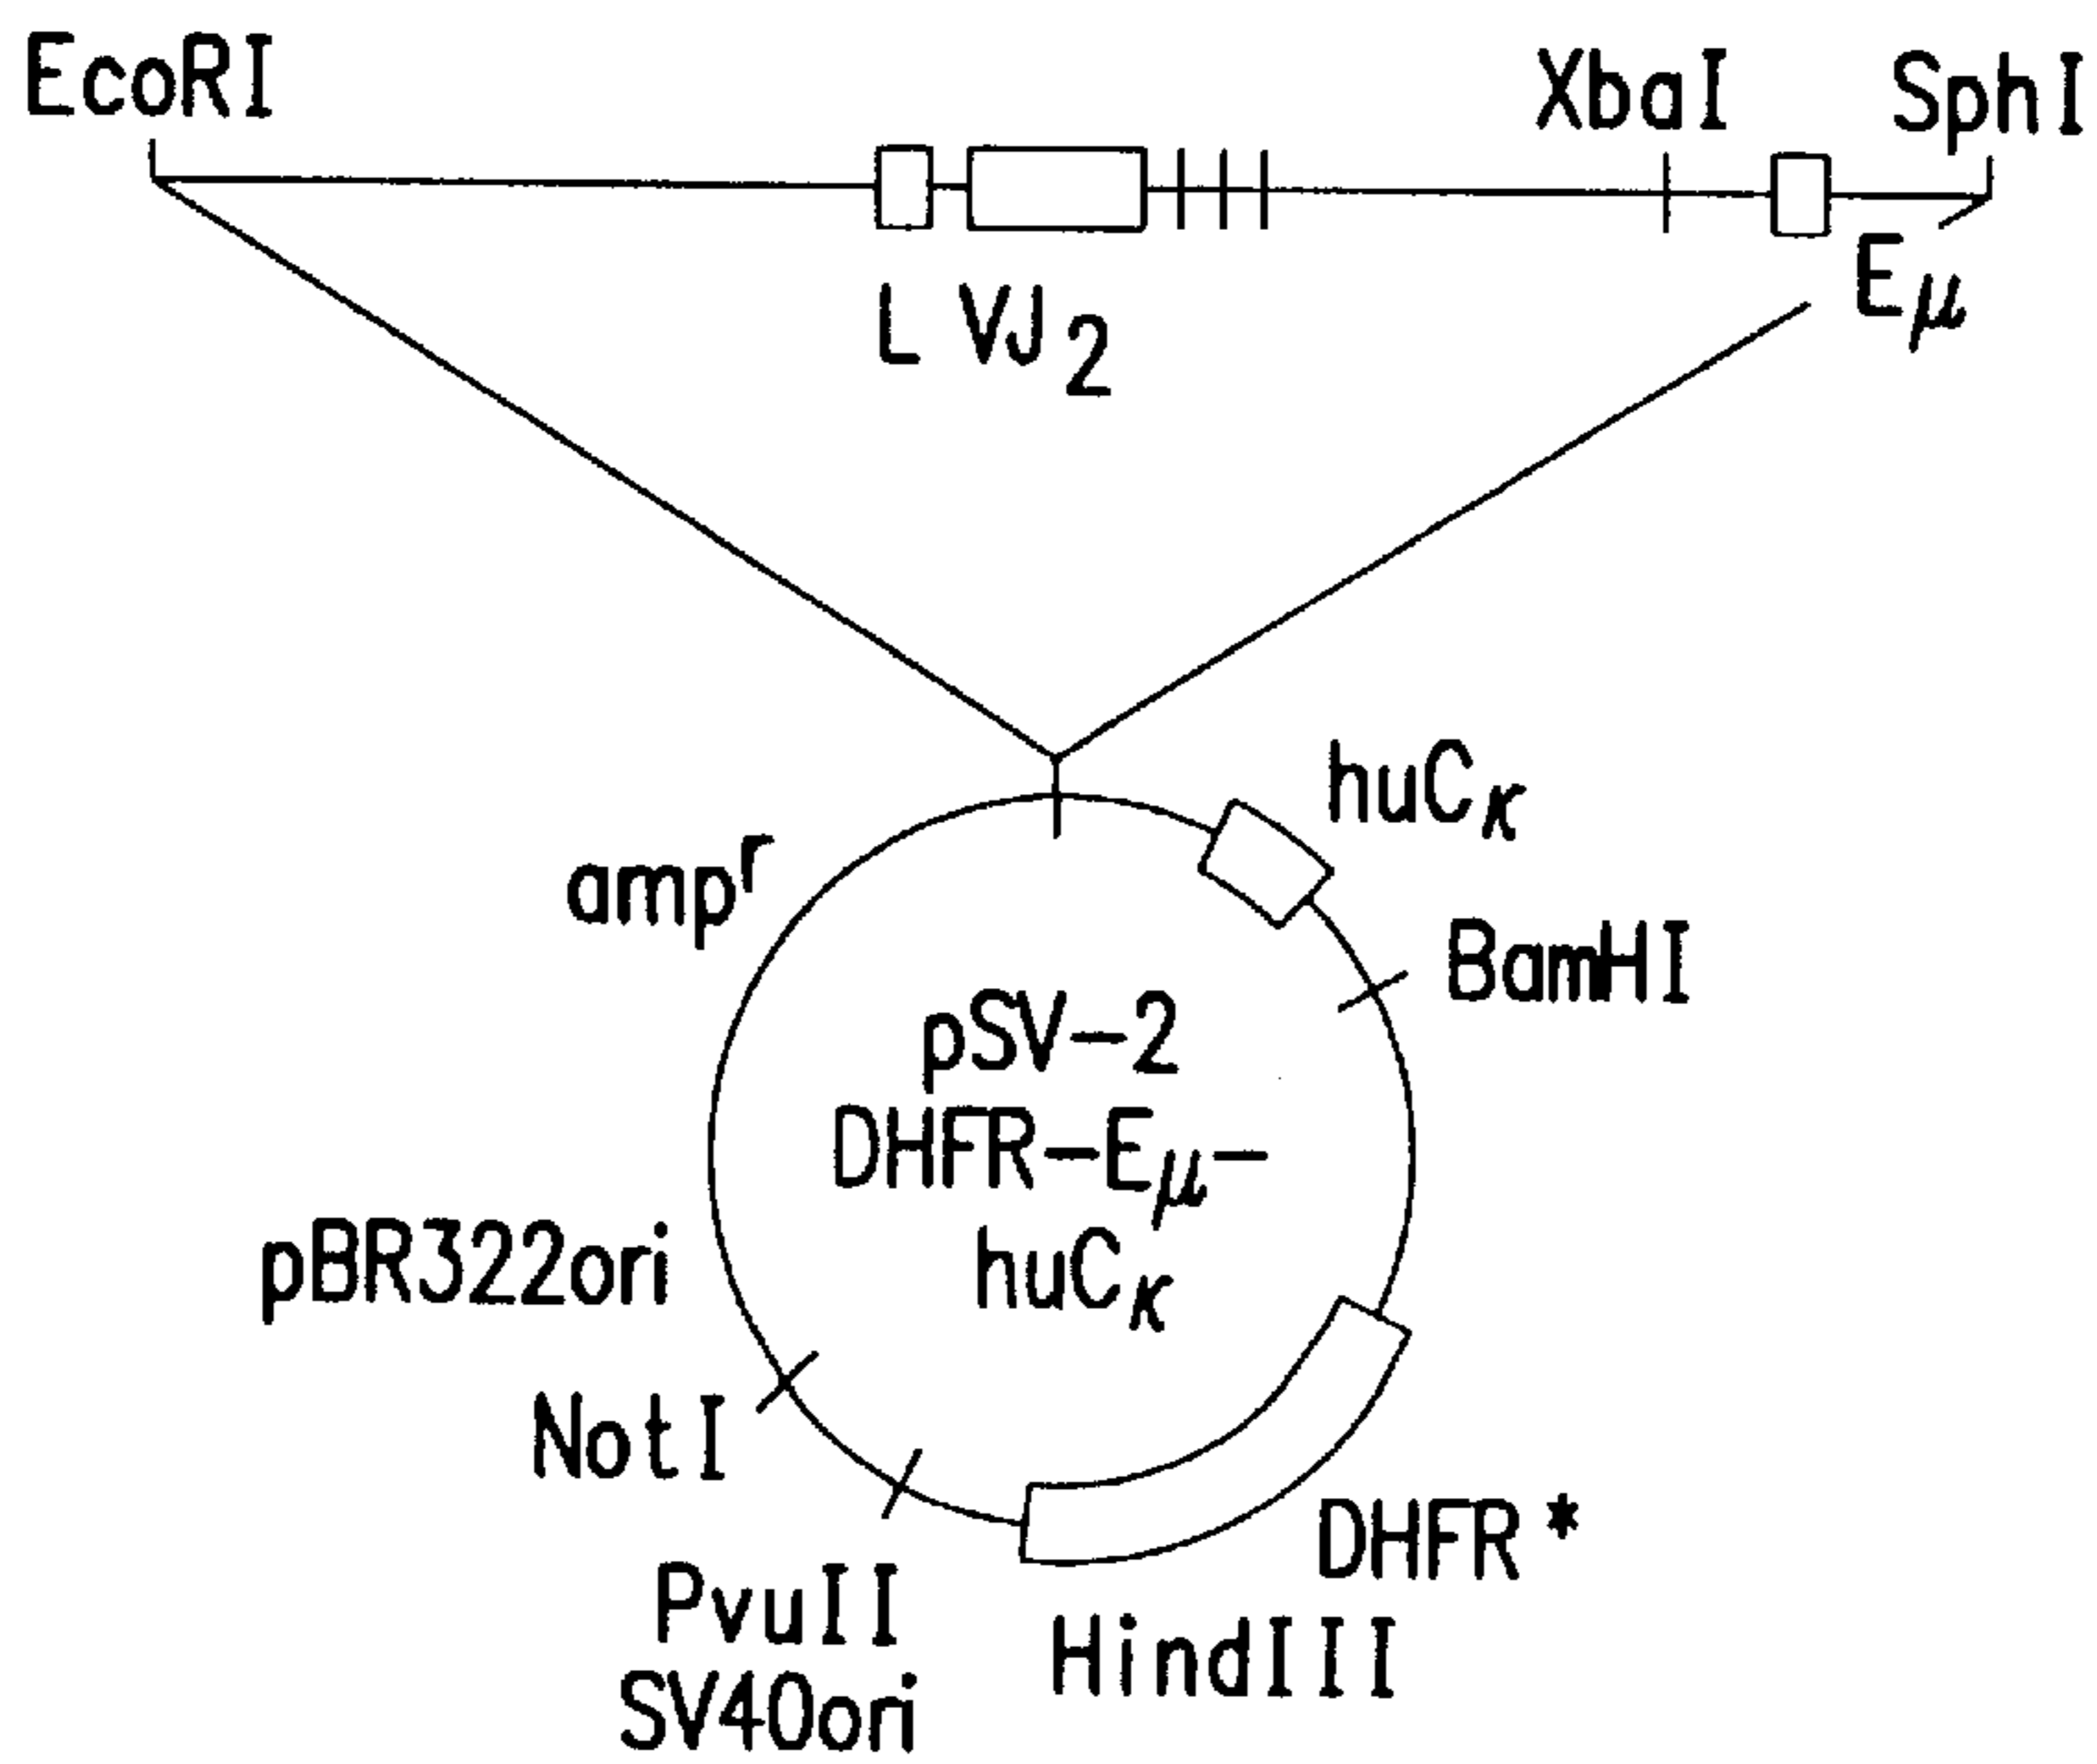 EcoRI
XbaI SphI
L VJ2
Eμ
huCκ
ampr
BamHI
pSV-2
DHFR-Eμ-
huCκ
pBR322ori
NotI
DHFR*
PvuII
HindIII
SV40ori